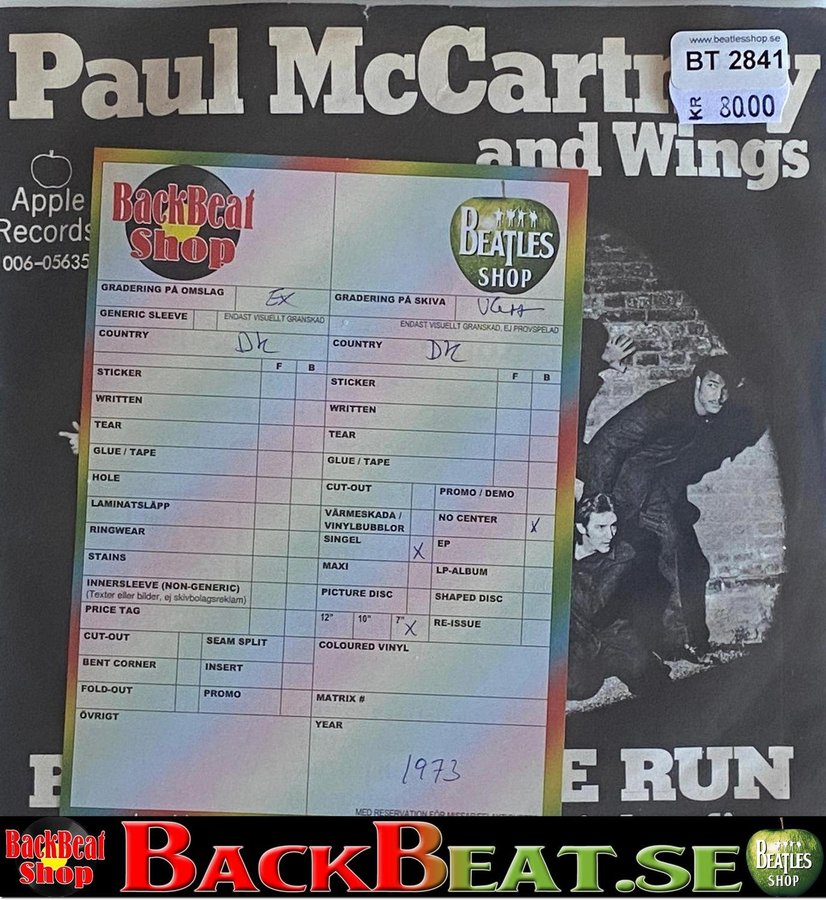 Paul McCartney
and Wings
www.beatlesshop.se
BT 2841
KR 80.00
Apple
Records
006-05635
BackBeat
Shop
BEATLES
SHOP
GRADERING PÅ OMSLAG EX
GENERIC SLEEVE ENDAST VISUELLT GRANSKAD
COUNTRY DK
F B
STICKER
WRITTEN
TEAR
GLUE / TAPE
HOLE
LAMINATSLÄPP
RINGWEAR
STAINS
INNERSLEEVE (NON-GENERIC)
(Texter eller bilder, ej skivbolagsreklam)
PRICE TAG
CUT-OUT SEAM SPLIT
BENT CORNER INSERT
FOLD-OUT PROMO
ÖVRIGT
GRADERING PÅ SKIVA VG++
ENDAST VISUELLT GRANSKAD, EJ PROVSPELAD
COUNTRY DK
F B
STICKER
WRITTEN
TEAR
GLUE / TAPE
CUT-OUT PROMO / DEMO
VÄRMESKADA /
VINYLBUBBLOR NO CENTER X
SINGEL X EP
MAXI LP-ALBUM
PICTURE DISC SHAPED DISC
12" 10" 7" X RE-ISSUE
COLOURED VINYL
MATRIX #
YEAR
1973
E RUN
BackBeat
Shop
BACKBEAT.SE
BEATLES
SHOP